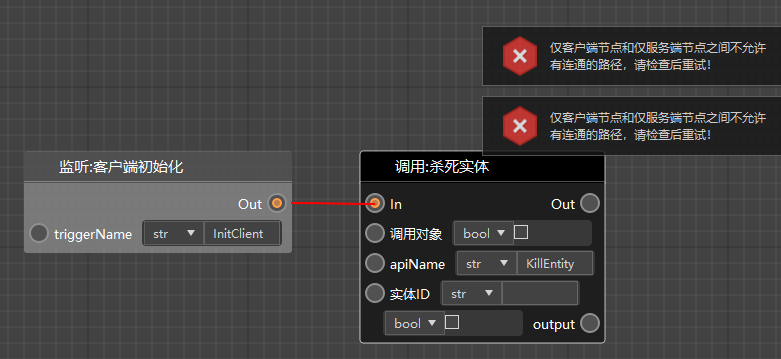 仅客户端节点和仅服务端节点之间不允许
有连通的路径，请检查后重试！
仅客户端节点和仅服务端节点之间不允许
有连通的路径，请检查后重试！
监听:客户端初始化
Out
triggerName str InitClient
调用:杀死实体
In Out
调用对象 bool
apiName str KillEntity
实体ID str
bool output